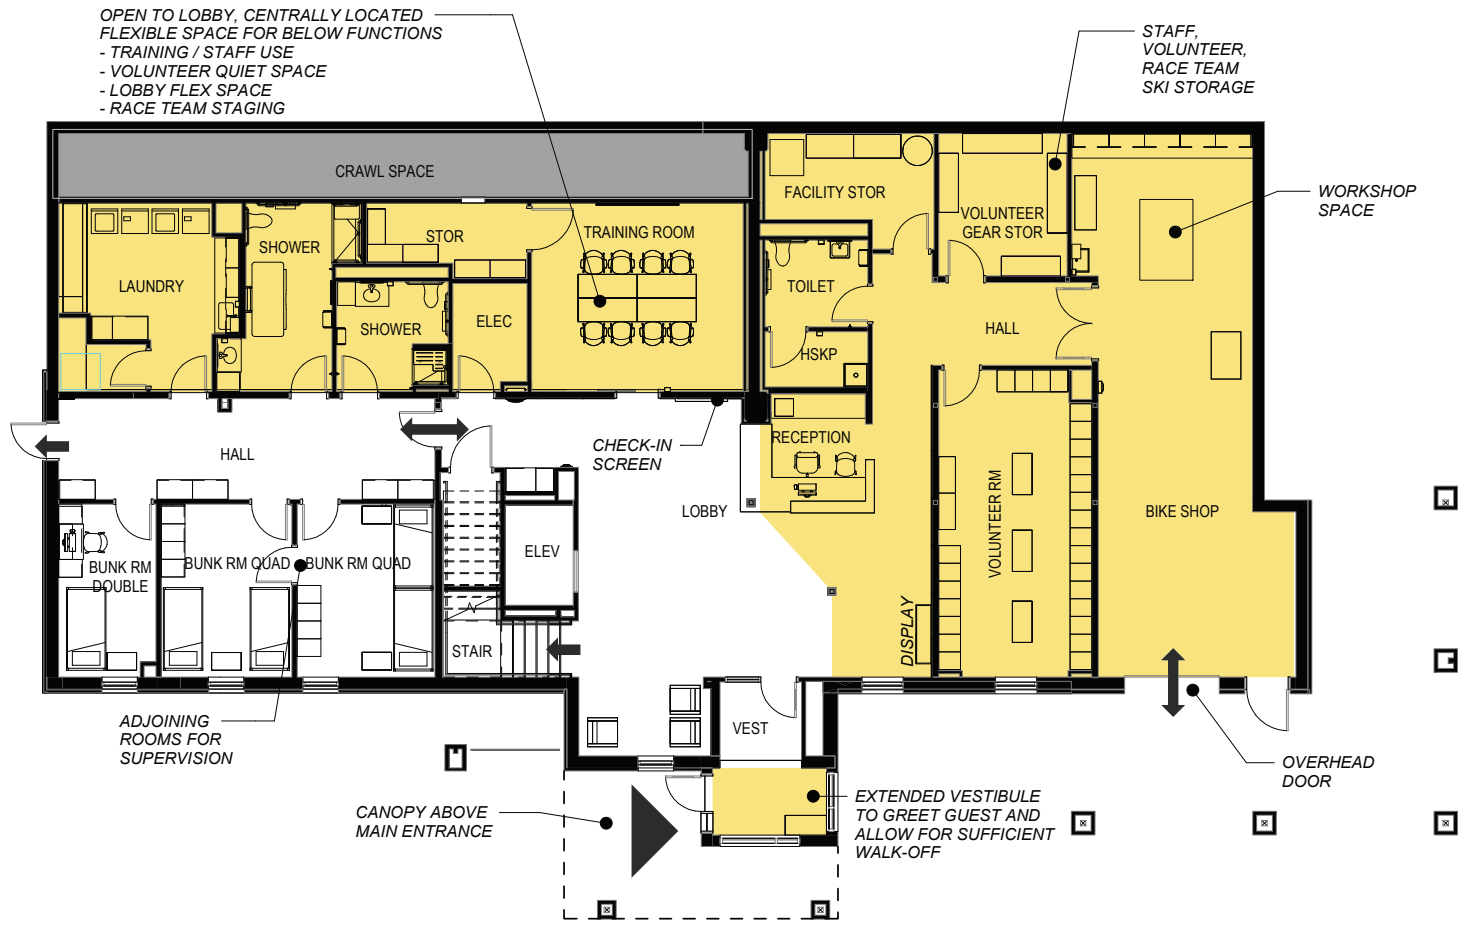 OPEN TO LOBBY, CENTRALLY LOCATED
FLEXIBLE SPACE FOR BELOW FUNCTIONS
- TRAINING / STAFF USE
- VOLUNTEER QUIET SPACE
- LOBBY FLEX SPACE
- RACE TEAM STAGING
STAFF,
VOLUNTEER,
RACE TEAM
SKI STORAGE
CRAWL SPACE
FACILITY STOR
VOLUNTEER
GEAR STOR
WORKSHOP
SPACE
LAUNDRY
SHOWER
STOR
TRAINING ROOM
SHOWER
ELEC
TOILET
HSKP
HALL
HALL
CHECK-IN
SCREEN
RECEPTION
LOBBY
VOLUNTEER RM
BIKE SHOP
BUNK RM
DOUBLE
BUNK RM QUAD
BUNK RM QUAD
ELEV
STAIR
DISPLAY
VEST
ADJOINING
ROOMS FOR
SUPERVISION
OVERHEAD
DOOR
CANOPY ABOVE
MAIN ENTRANCE
EXTENDED VESTIBULE
TO GREET GUEST AND
ALLOW FOR SUFFICIENT
WALK-OFF